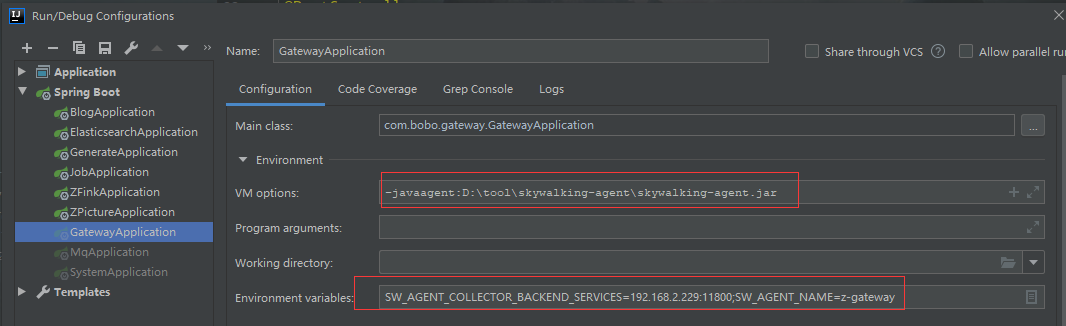 Run/Debug Configurations
Name: GatewayApplication Share through VCS ? Allow parallel ru
Application
Spring Boot
BlogApplication
ElasticsearchApplication
GenerateApplication
JobApplication
ZFinkApplication
ZPictureApplication
GatewayApplication
MqApplication
SystemApplication
Templates
Configuration Code Coverage Grep Console Logs
Main class: com.bobo.gateway.GatewayApplication ...
Environment
VM options: -javaagent:D:\tool\skywalking-agent\skywalking-agent.jar
Program arguments:
Working directory:
Environment variables: SW_AGENT_COLLECTOR_BACKEND_SERVICES=192.168.2.229:11800;SW_AGENT_NAME=z-gateway